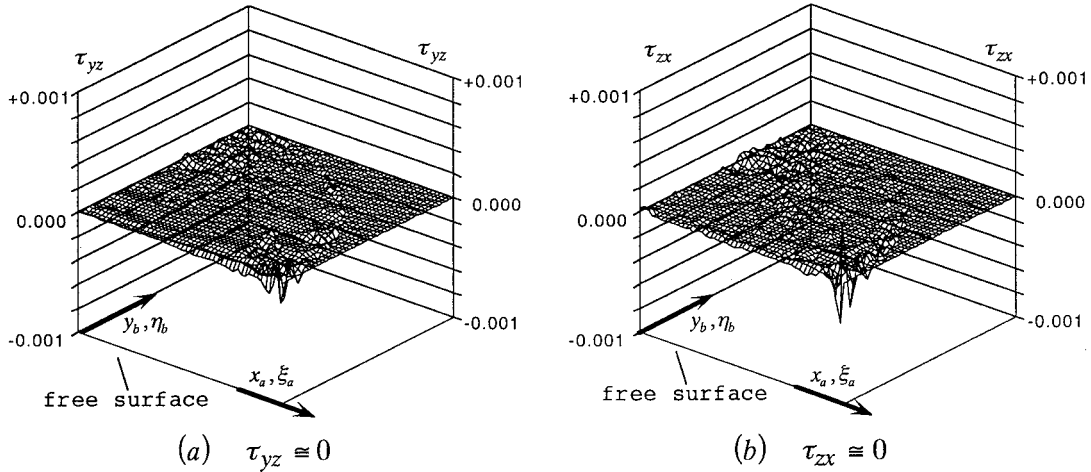 τyz
τyz
+0.001
+0.001
0.000
0.000
-0.001
-0.001
yb, ηb
xa, ξa
free surface
(a) τyz ≅ 0
τzx
τzx
+0.001
+0.001
0.000
0.000
-0.001
-0.001
yb, ηb
xa, ξa
free surface
(b) τzx ≅ 0